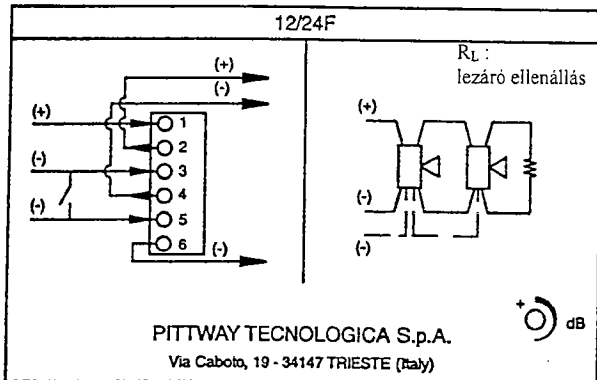 12/24F
(+)
(-)
(+)
(-)
(-)
1
2
3
4
5
6
(-)
RL :
lezáró ellenállás
(+)
(-)
(-)
+
dB
PITTWAY TECNOLOGICA S.p.A.
Via Caboto, 19 - 34147 TRIESTE (Italy)